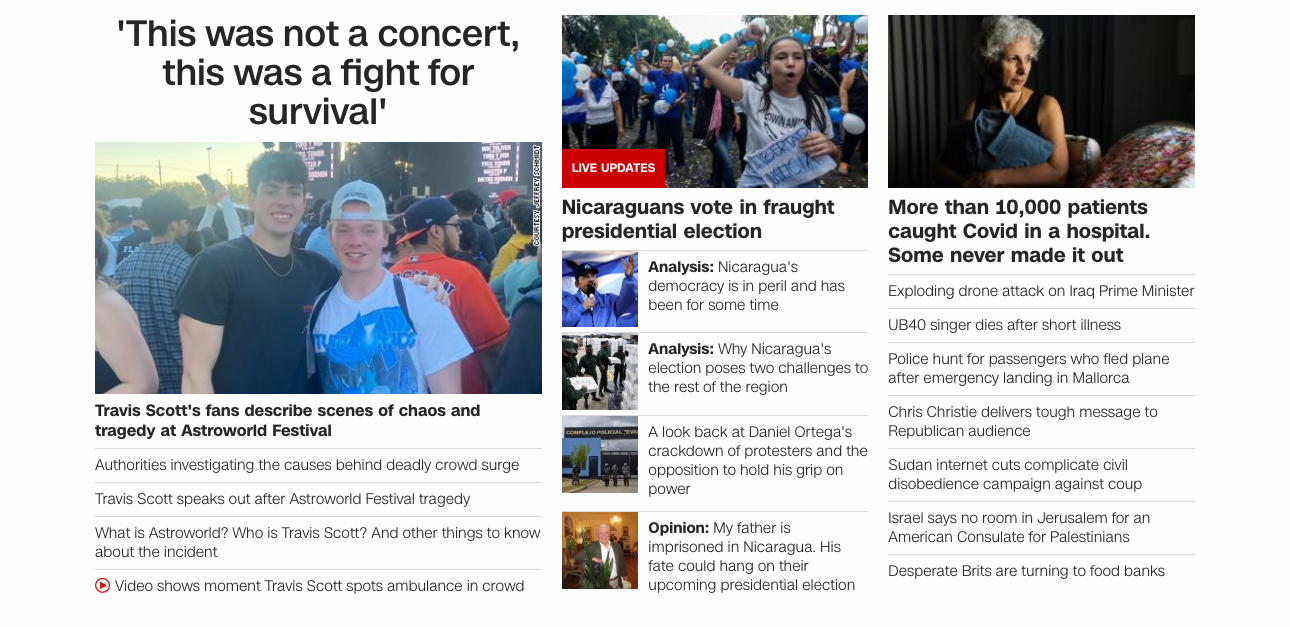 'This was not a concert,
this was a fight for
survival'
COURTESY JEFFREY SCHMIDT
Travis Scott's fans describe scenes of chaos and
tragedy at Astroworld Festival
Authorities investigating the causes behind deadly crowd surge
Travis Scott speaks out after Astroworld Festival tragedy
What is Astroworld? Who is Travis Scott? And other things to know
about the incident
Video shows moment Travis Scott spots ambulance in crowd
LIVE UPDATES
Nicaraguans vote in fraught
presidential election
Analysis: Nicaragua's
democracy is in peril and has
been for some time
Analysis: Why Nicaragua's
election poses two challenges to
the rest of the region
COMPLEJO POLICIAL
A look back at Daniel Ortega's
crackdown of protesters and the
opposition to hold his grip on
power
Opinion: My father is
imprisoned in Nicaragua. His
fate could hang on their
upcoming presidential election
More than 10,000 patients
caught Covid in a hospital.
Some never made it out
Exploding drone attack on Iraq Prime Minister
UB40 singer dies after short illness
Police hunt for passengers who fled plane
after emergency landing in Mallorca
Chris Christie delivers tough message to
Republican audience
Sudan internet cuts complicate civil
disobedience campaign against coup
Israel says no room in Jerusalem for an
American Consulate for Palestinians
Desperate Brits are turning to food banks